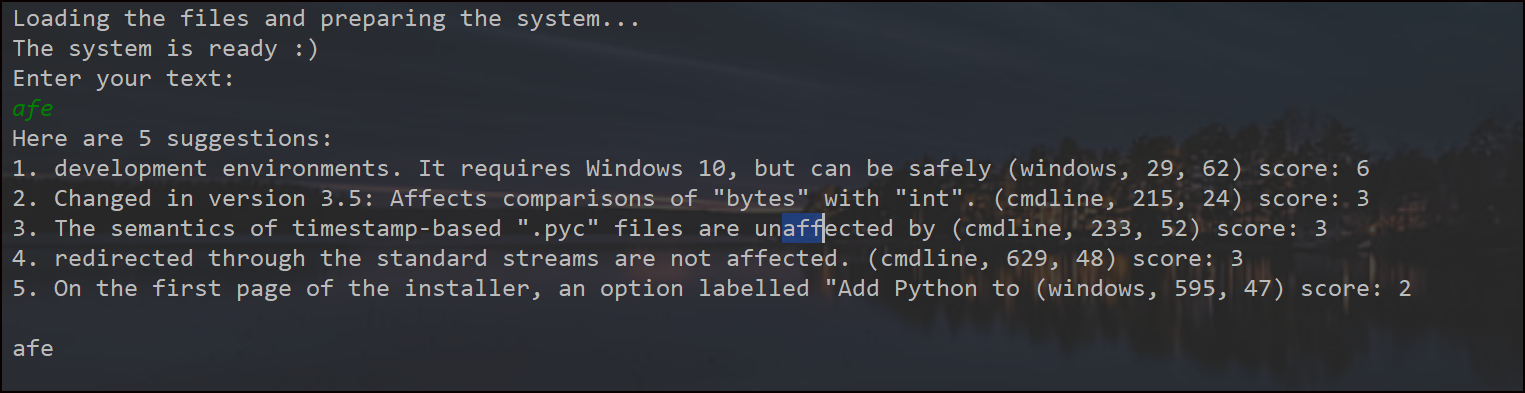 Loading the files and preparing the system...
The system is ready :)
Enter your text:
afe
Here are 5 suggestions:
1. development environments. It requires Windows 10, but can be safely (windows, 29, 62) score: 6
2. Changed in version 3.5: Affects comparisons of "bytes" with "int". (cmdline, 215, 24) score: 3
3. The semantics of timestamp-based ".pyc" files are unaffected by (cmdline, 233, 52) score: 3
4. redirected through the standard streams are not affected. (cmdline, 629, 48) score: 3
5. On the first page of the installer, an option labelled "Add Python to (windows, 595, 47) score: 2
afe